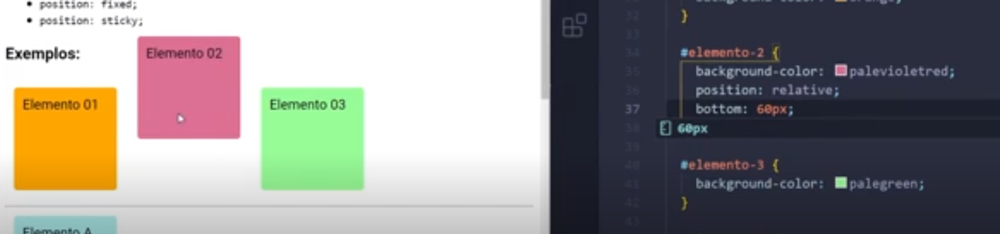 position: fixed;
position: sticky;
Exemplos:
Elemento 01
Elemento 02
Elemento 03
Elemento A
32 }
33
34 #elemento-2 {
35 background-color: palevioletred;
36 position: relative;
37 bottom: 60px;
38 60px
39
40 #elemento-3 {
41 background-color: palegreen;
42 }
43